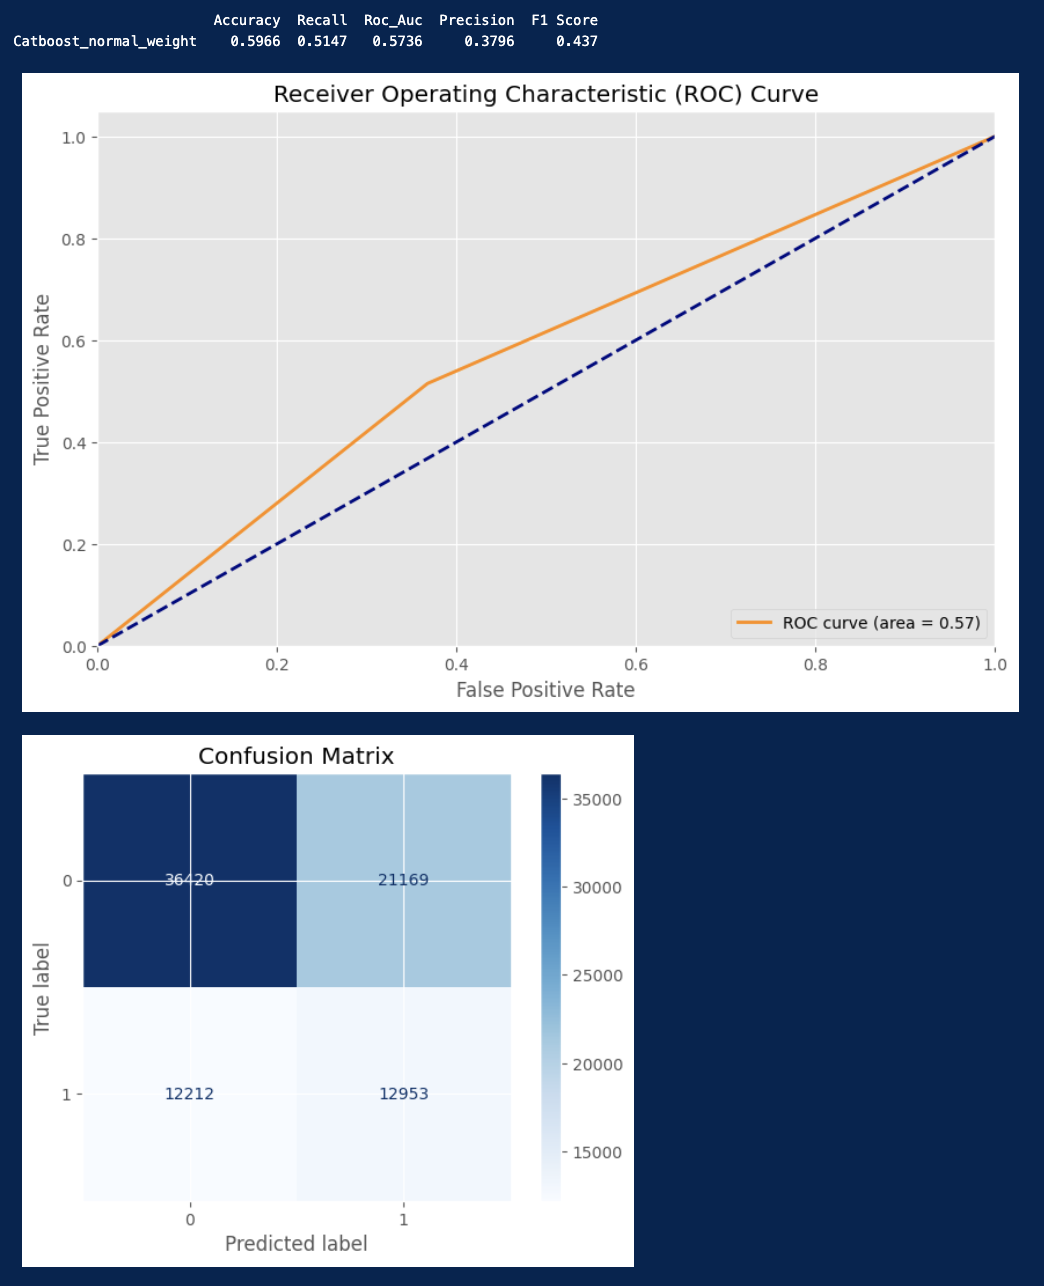 Accuracy Recall Roc_Auc Precision F1 Score
Catboost_normal_weight 0.5966 0.5147 0.5736 0.3796 0.437
Receiver Operating Characteristic (ROC) Curve
1.0
0.8
0.6
0.4
0.2
0.0
True Positive Rate
ROC curve (area = 0.57)
0.0 0.2 0.4 0.6 0.8 1.0
False Positive Rate
Confusion Matrix
True label
0 36420 21169
1 12212 12953
0 1
Predicted label
35000
30000
25000
20000
15000